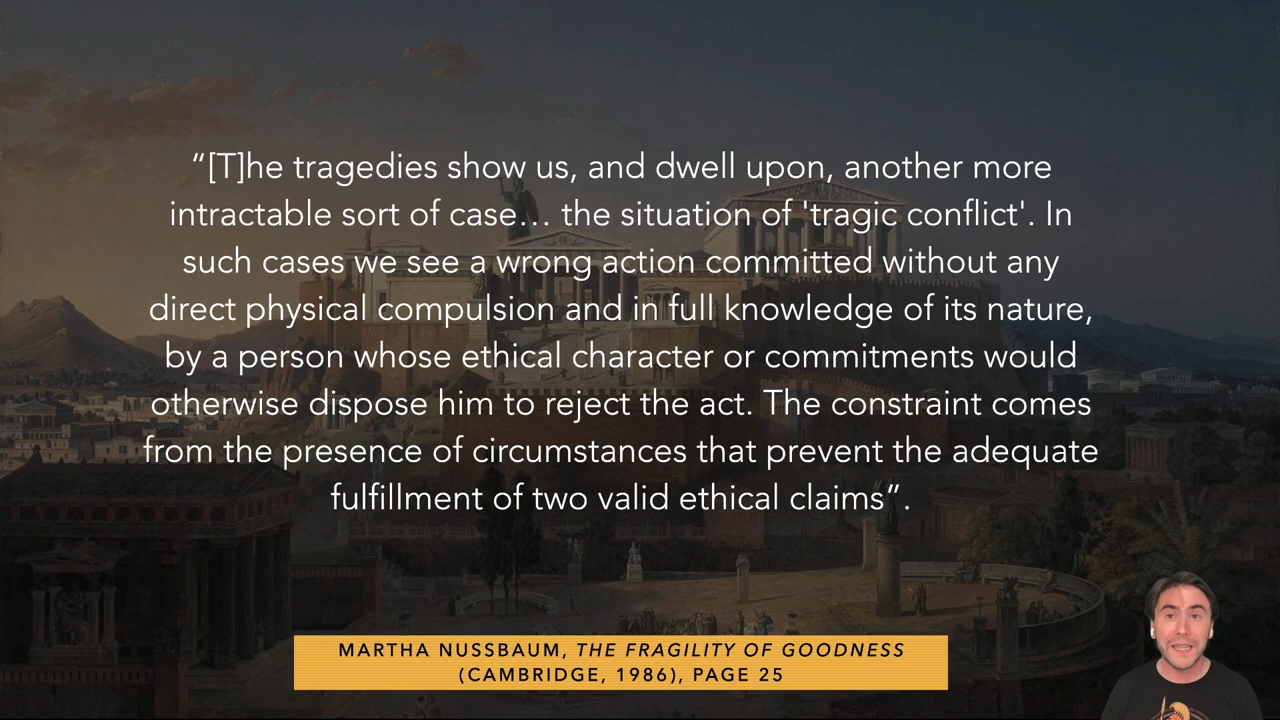 “[T]he tragedies show us, and dwell upon, another more
intractable sort of case… the situation of 'tragic conflict'. In
such cases we see a wrong action committed without any
direct physical compulsion and in full knowledge of its nature,
by a person whose ethical character or commitments would
otherwise dispose him to reject the act. The constraint comes
from the presence of circumstances that prevent the adequate
fulfillment of two valid ethical claims”.
MARTHA NUSSBAUM, THE FRAGILITY OF GOODNESS
(CAMBRIDGE, 1986), PAGE 25